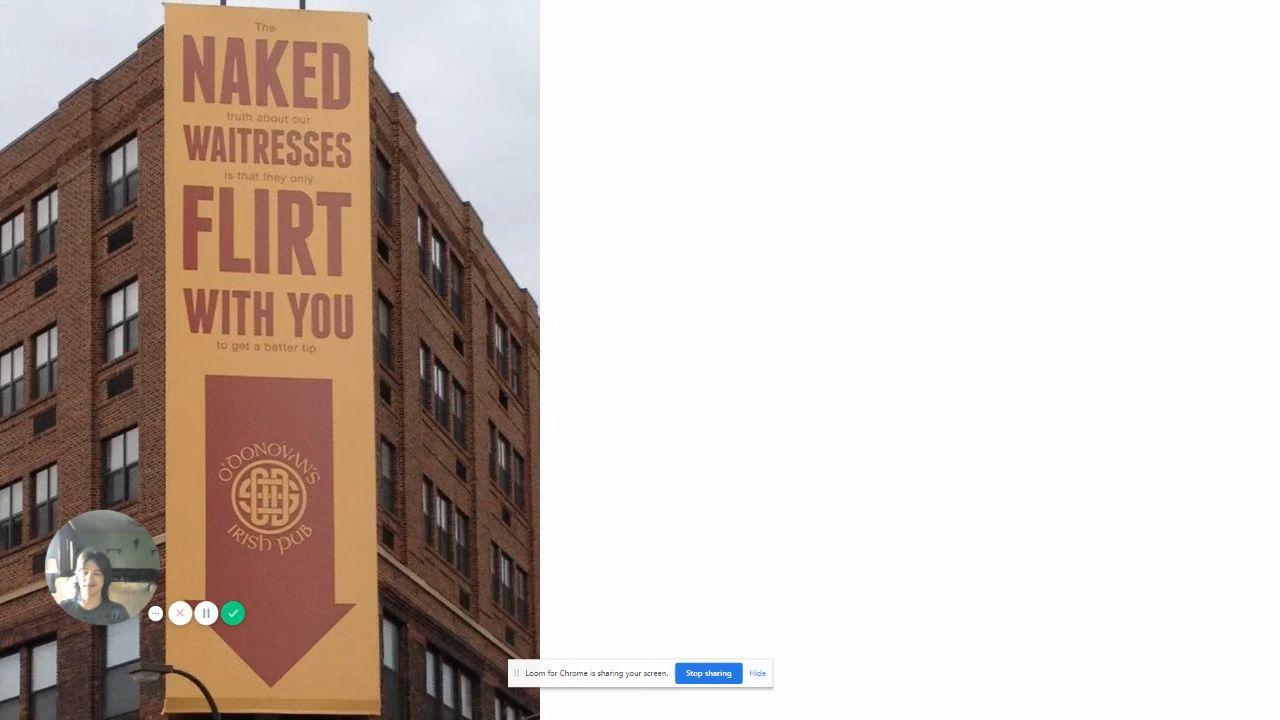 The
NAKED
truth about our
WAITRESSES
is that they only
FLIRT
WITH YOU
to get a better tip
O'DONOVAN'S
IRISH PUB
Loom for Chrome is sharing your screen.
Stop sharing
Hide